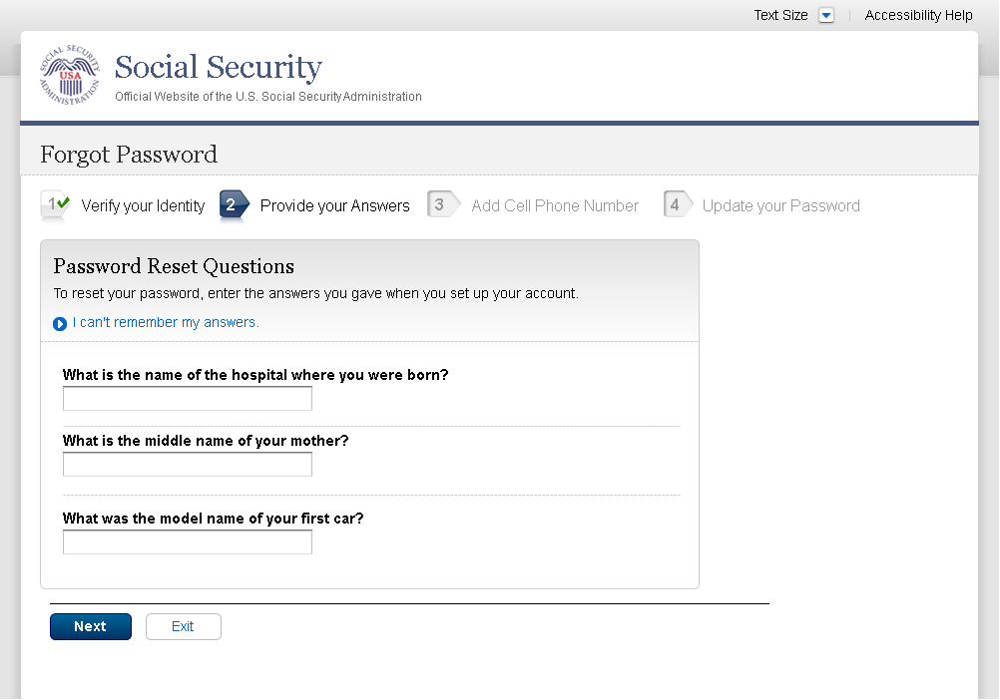 Text Size
Accessibility Help
SOCIAL SECURITY ADMINISTRATION
USA
Social Security
Official Website of the U.S. Social Security Administration
Forgot Password
1 Verify your Identity 2 Provide your Answers 3 Add Cell Phone Number 4 Update your Password
Password Reset Questions
To reset your password, enter the answers you gave when you set up your account.
I can't remember my answers.
What is the name of the hospital where you were born?
What is the middle name of your mother?
What was the model name of your first car?
Next Exit